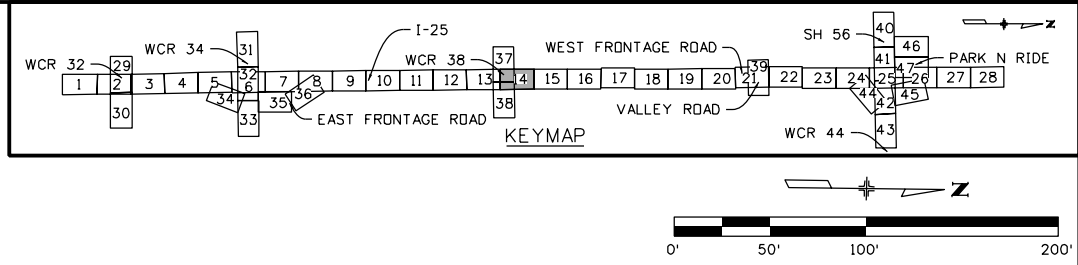 31 WCR 34 I-25 37 WCR 38 WEST FRONTAGE ROAD SH 56 40 46 PARK N RIDE Z
WCR 32 29 32 39 41 47
1 2 3 4 5 6 7 8 9 10 11 12 13 14 15 16 17 18 19 20 21 22 23 24 25 26 27 28
30 34 33 35 36 EAST FRONTAGE ROAD 38 VALLEY ROAD 44 42 45
KEYMAP
WCR 44 43
Z
0' 50' 100' 200'